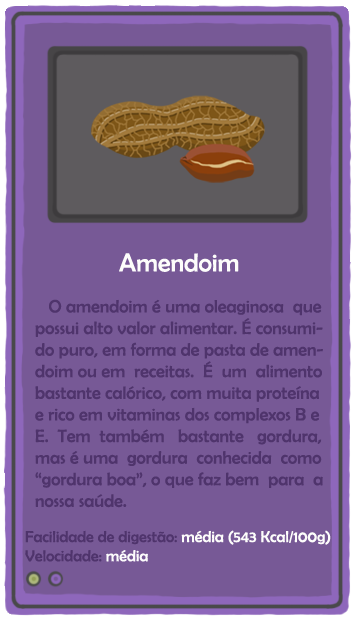 Amendoim
O amendoim é uma oleaginosa que
possui alto valor alimentar. É consumi-
do puro, em forma de pasta de amen-
doim ou em receitas. É um alimento
bastante calórico, com muita proteína
e rico em vitaminas dos complexos B e
E. Tem também bastante gordura,
mas é uma gordura conhecida como
“gordura boa”, o que faz bem para a
nossa saúde.
Facilidade de digestão: média (543 Kcal/100g)
Velocidade: média